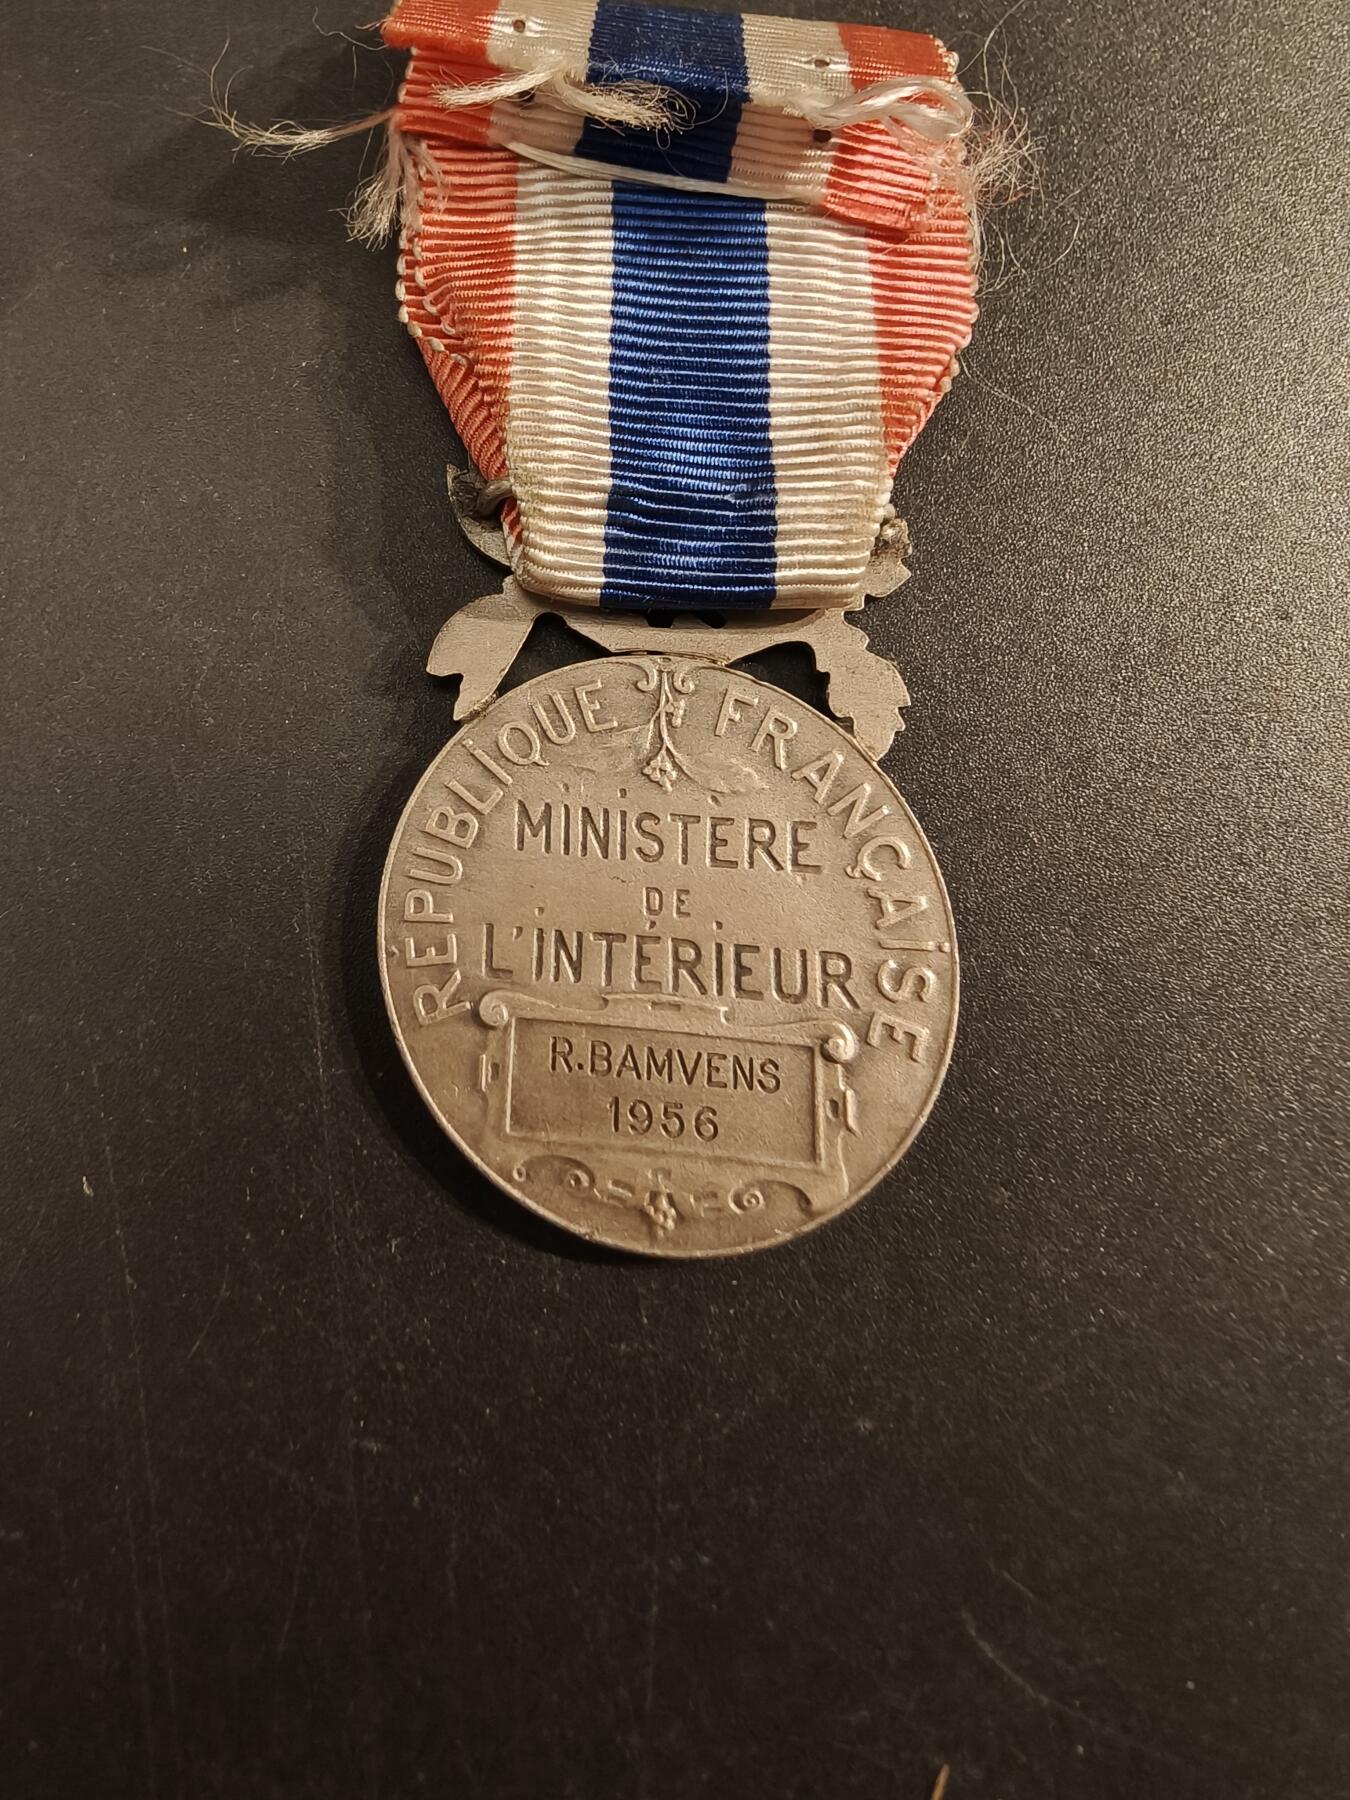 RÉPUBLIQUE FRANÇAISE
MINISTÈRE
DE
L'INTÉRIEUR
R.BAMVENS
1956